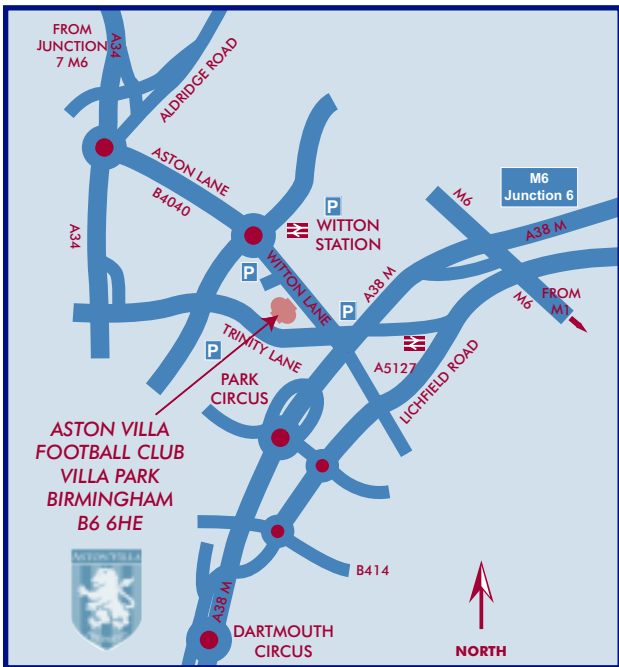 FROM
JUNCTION
7 M6
A34
ALDRIDGE ROAD
ASTON LANE
B4040
A34
P
WITTON
STATION
M6
Junction 6
M6
A38 M
M6
FROM
M1
P
WITTON LANE
A38 M
P
P
TRINITY LANE
A5127
LICHFIELD ROAD
PARK
CIRCUS
ASTON VILLA
FOOTBALL CLUB
VILLA PARK
BIRMINGHAM
B6 6HE
ASTON VILLA
B414
A38 M
DARTMOUTH
CIRCUS
NORTH